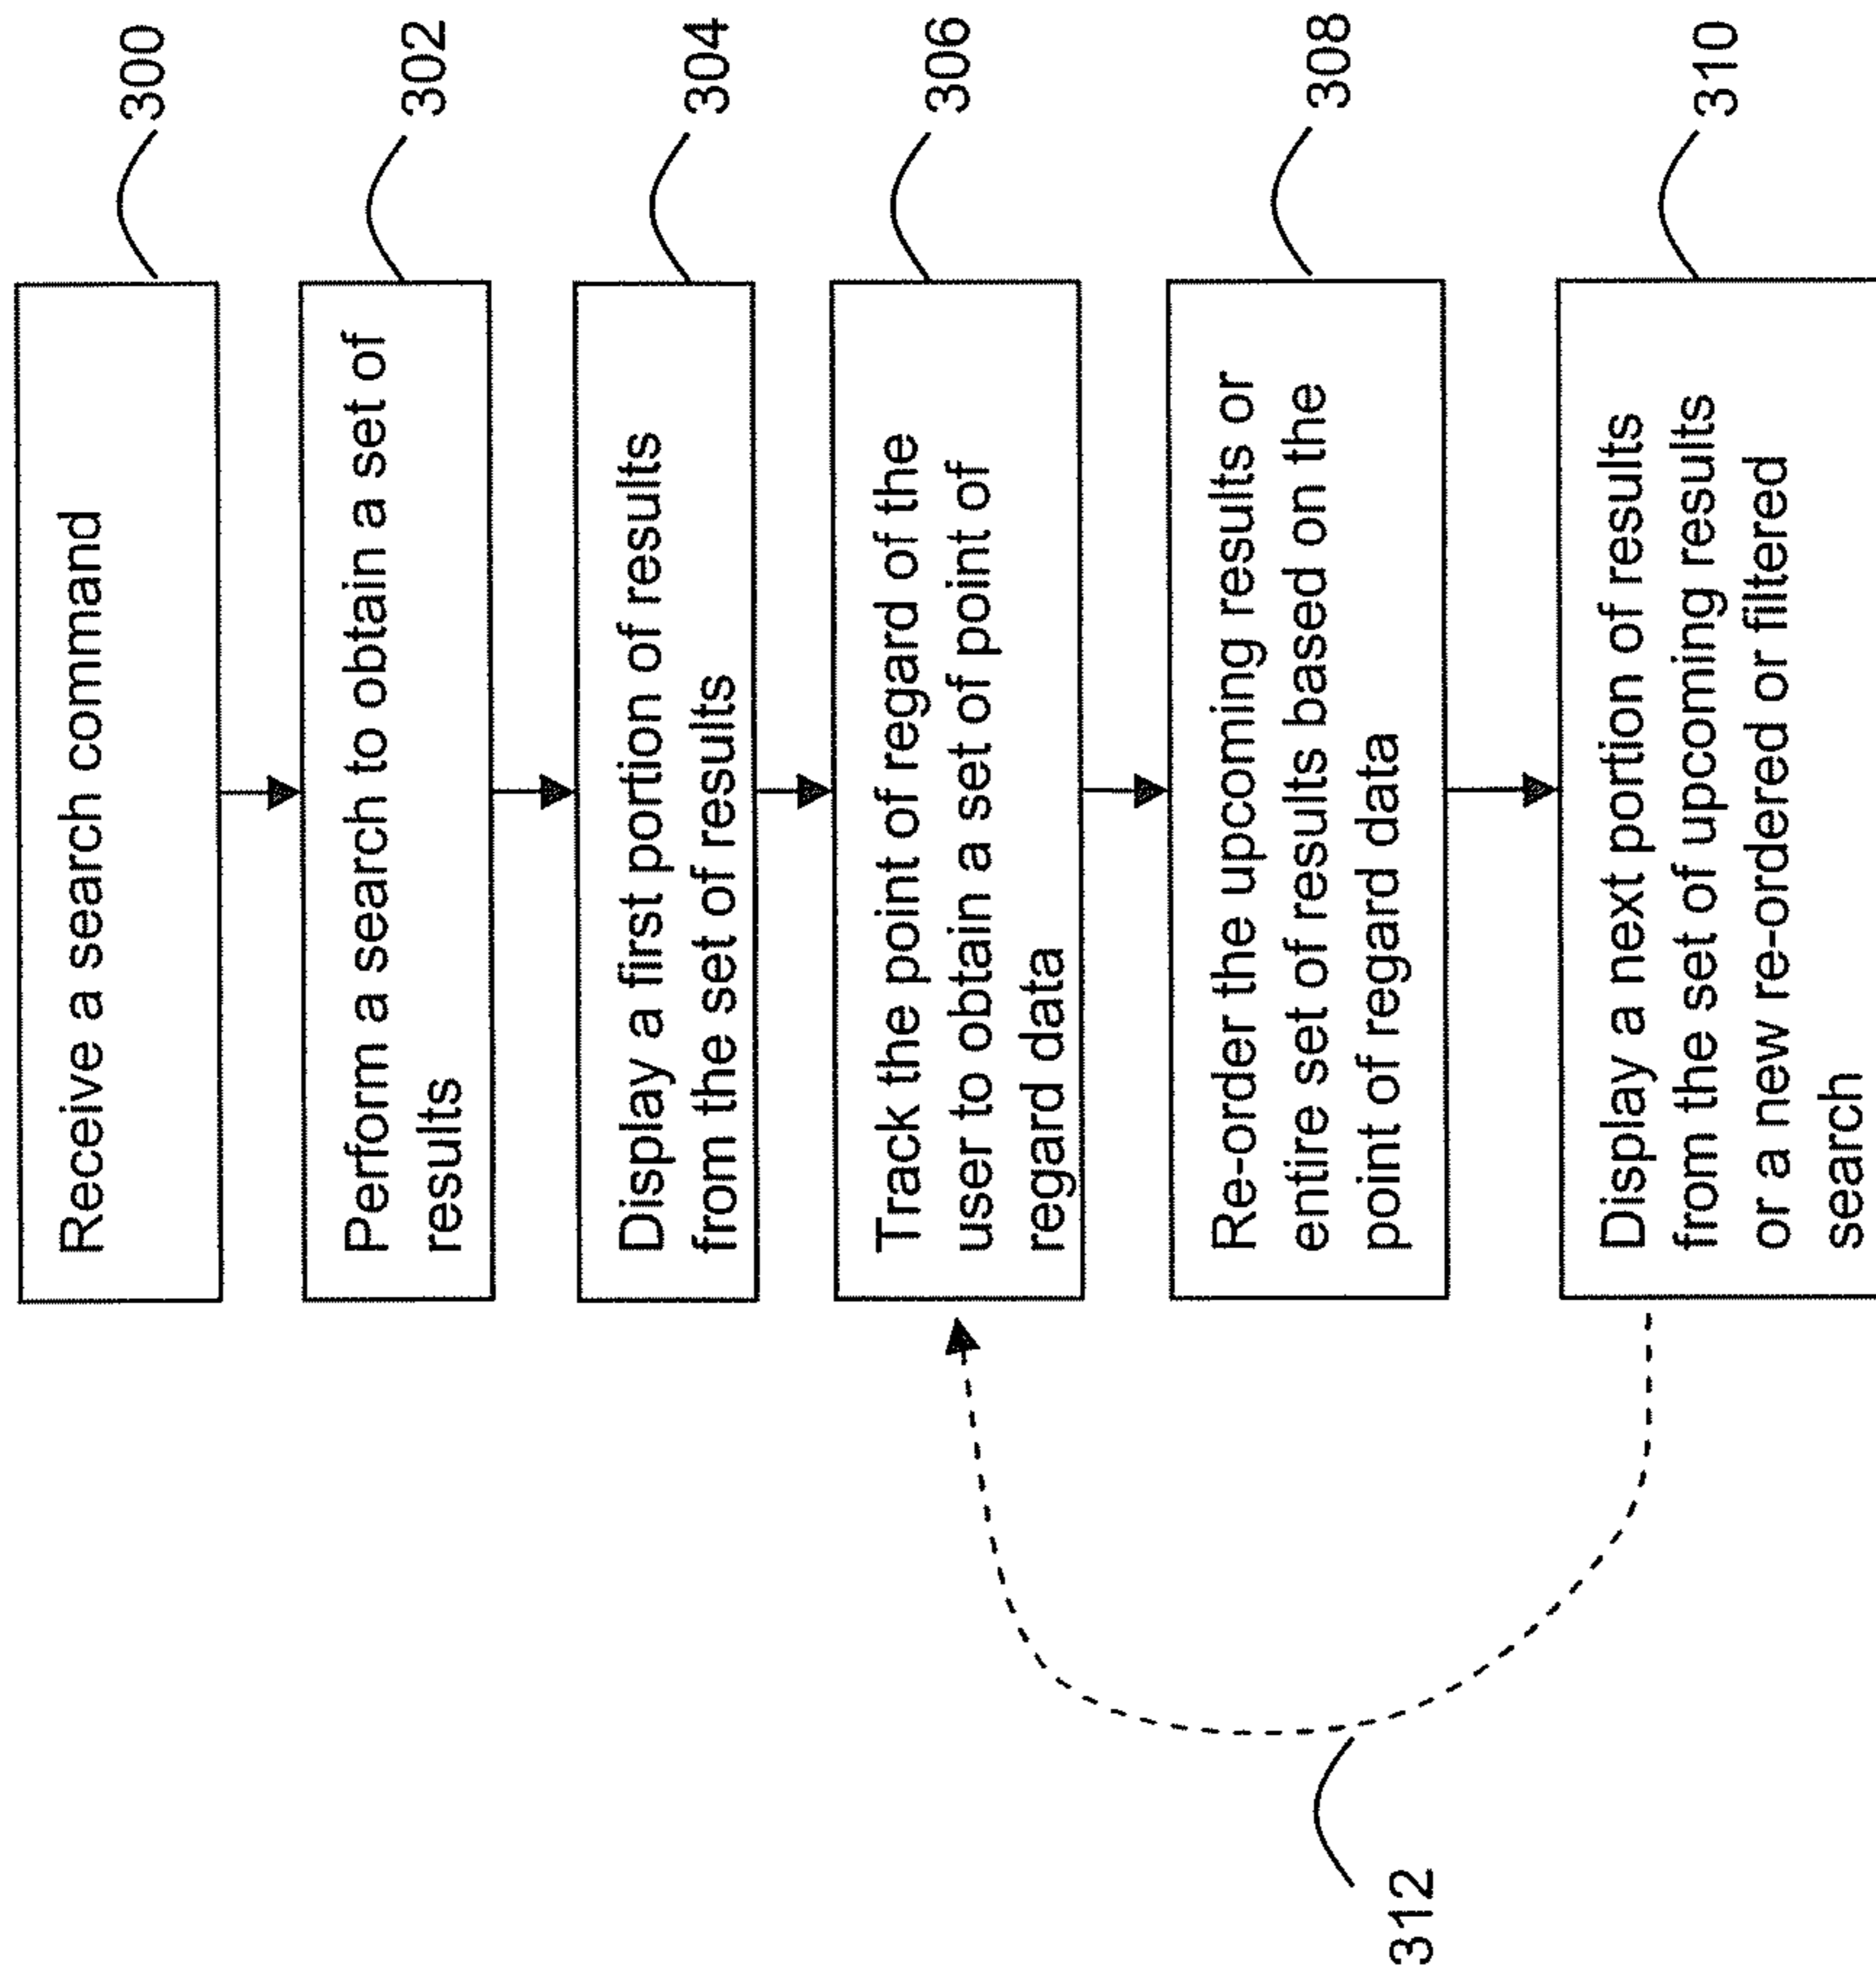 Receive a search command
300
Perform a search to obtain a set of
results
302
Display a first portion of results
from the set of results
304
Track the point of regard of the
user to obtain a set of point of
regard data
306
Re-order the upcoming results or
entire set of results based on the
point of regard data
308
Display a next portion of results
from the set of upcoming results
or a new re-ordered or filtered
search
310
312